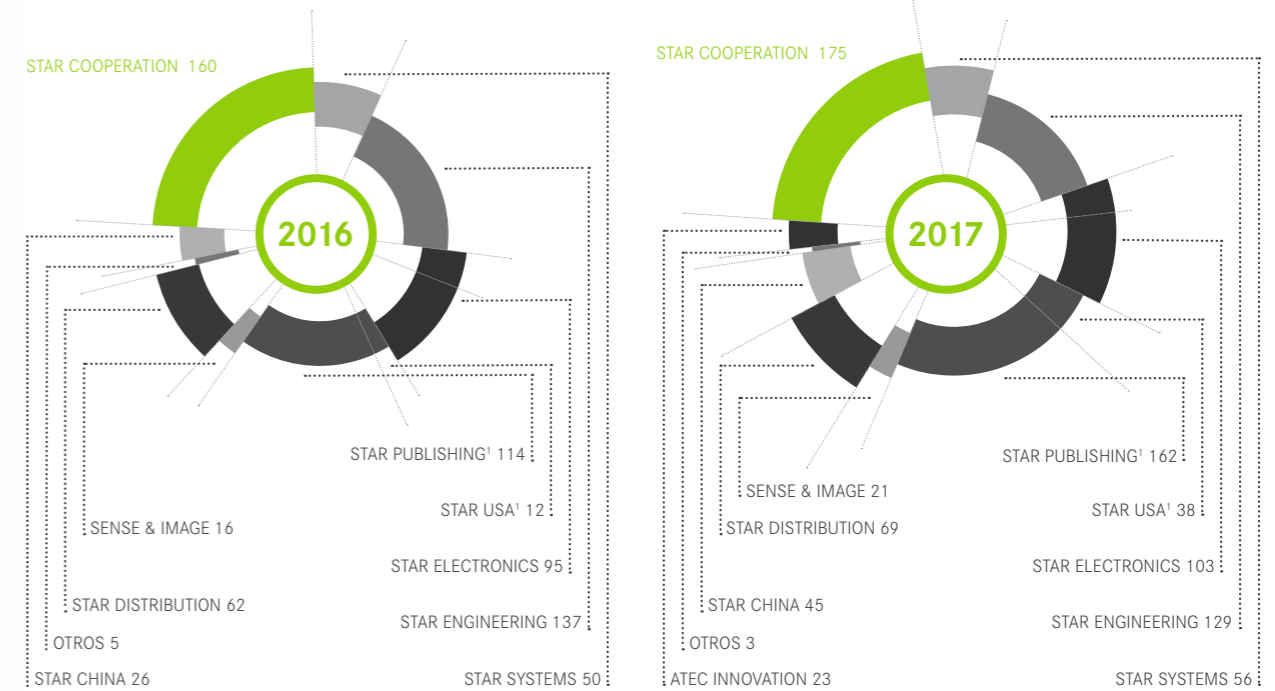 STAR COOPERATION 160
2016
STAR PUBLISHING¹ 114
STAR USA¹ 12
SENSE & IMAGE 16
STAR ELECTRONICS 95
STAR DISTRIBUTION 62
STAR ENGINEERING 137
OTROS 5
STAR CHINA 26
STAR SYSTEMS 50
STAR COOPERATION 175
2017
STAR PUBLISHING¹ 162
SENSE & IMAGE 21
STAR USA¹ 38
STAR DISTRIBUTION 69
STAR ELECTRONICS 103
STAR CHINA 45
STAR ENGINEERING 129
OTROS 3
ATEC INNOVATION 23
STAR SYSTEMS 56